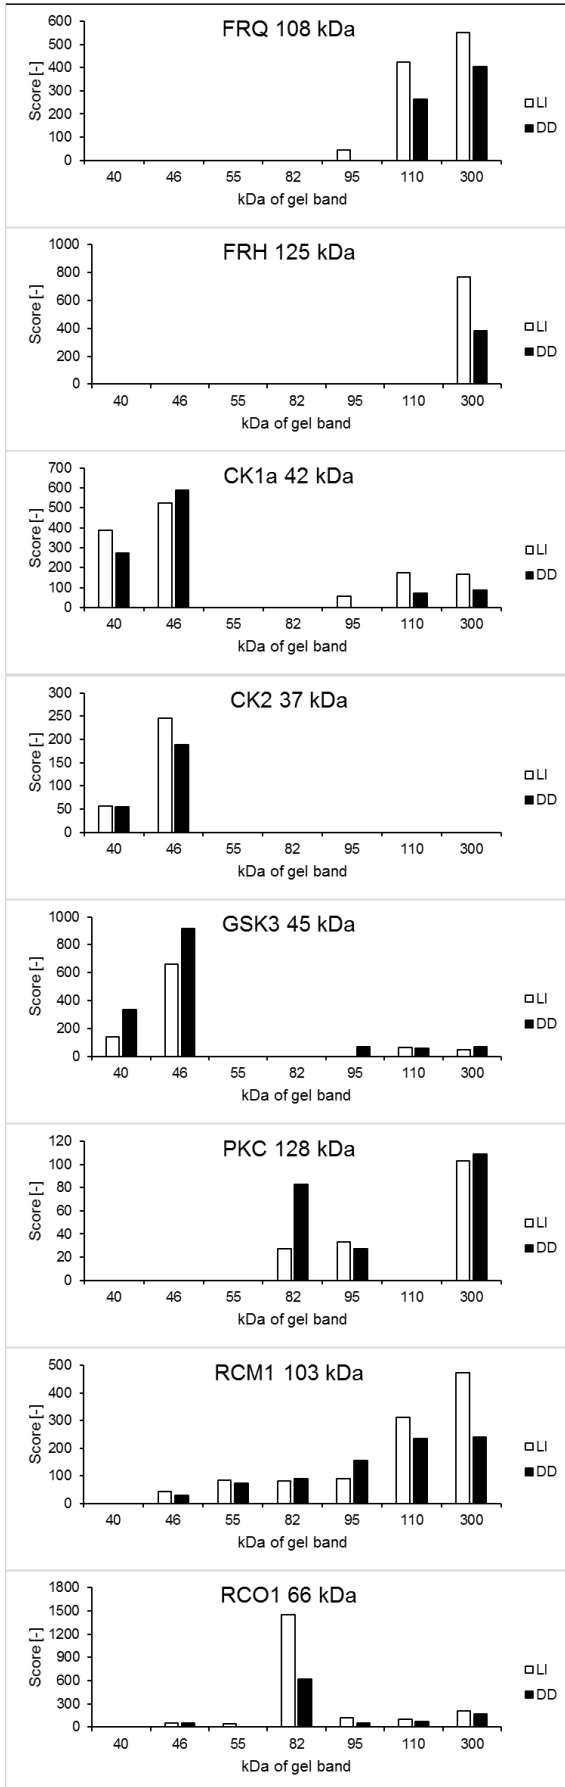 FRQ 108 kDa
600
500
400
300
200
100
0
Score [-]
40 46 55 82 95 110 300
kDa of gel band
LI
DD
FRH 125 kDa
1000
800
600
400
200
0
Score [-]
40 46 55 82 95 110 300
kDa of gel band
LI
DD
CK1a 42 kDa
700
600
500
400
300
200
100
0
Score [-]
40 46 55 82 95 110 300
kDa of gel band
LI
DD
CK2 37 kDa
300
250
200
150
100
50
0
Score [-]
40 46 55 82 95 110 300
kDa of gel band
LI
DD
GSK3 45 kDa
1000
800
600
400
200
0
Score [-]
40 46 55 82 95 110 300
kDa of gel band
LI
DD
PKC 128 kDa
120
100
80
60
40
20
0
Score [-]
40 46 55 82 95 110 300
kDa of gel band
LI
DD
RCM1 103 kDa
500
400
300
200
100
0
Score [-]
40 46 55 82 95 110 300
kDa of gel band
LI
DD
RCO1 66 kDa
1800
1500
1200
900
600
300
0
Score [-]
40 46 55 82 95 110 300
kDa of gel band
LI
DD